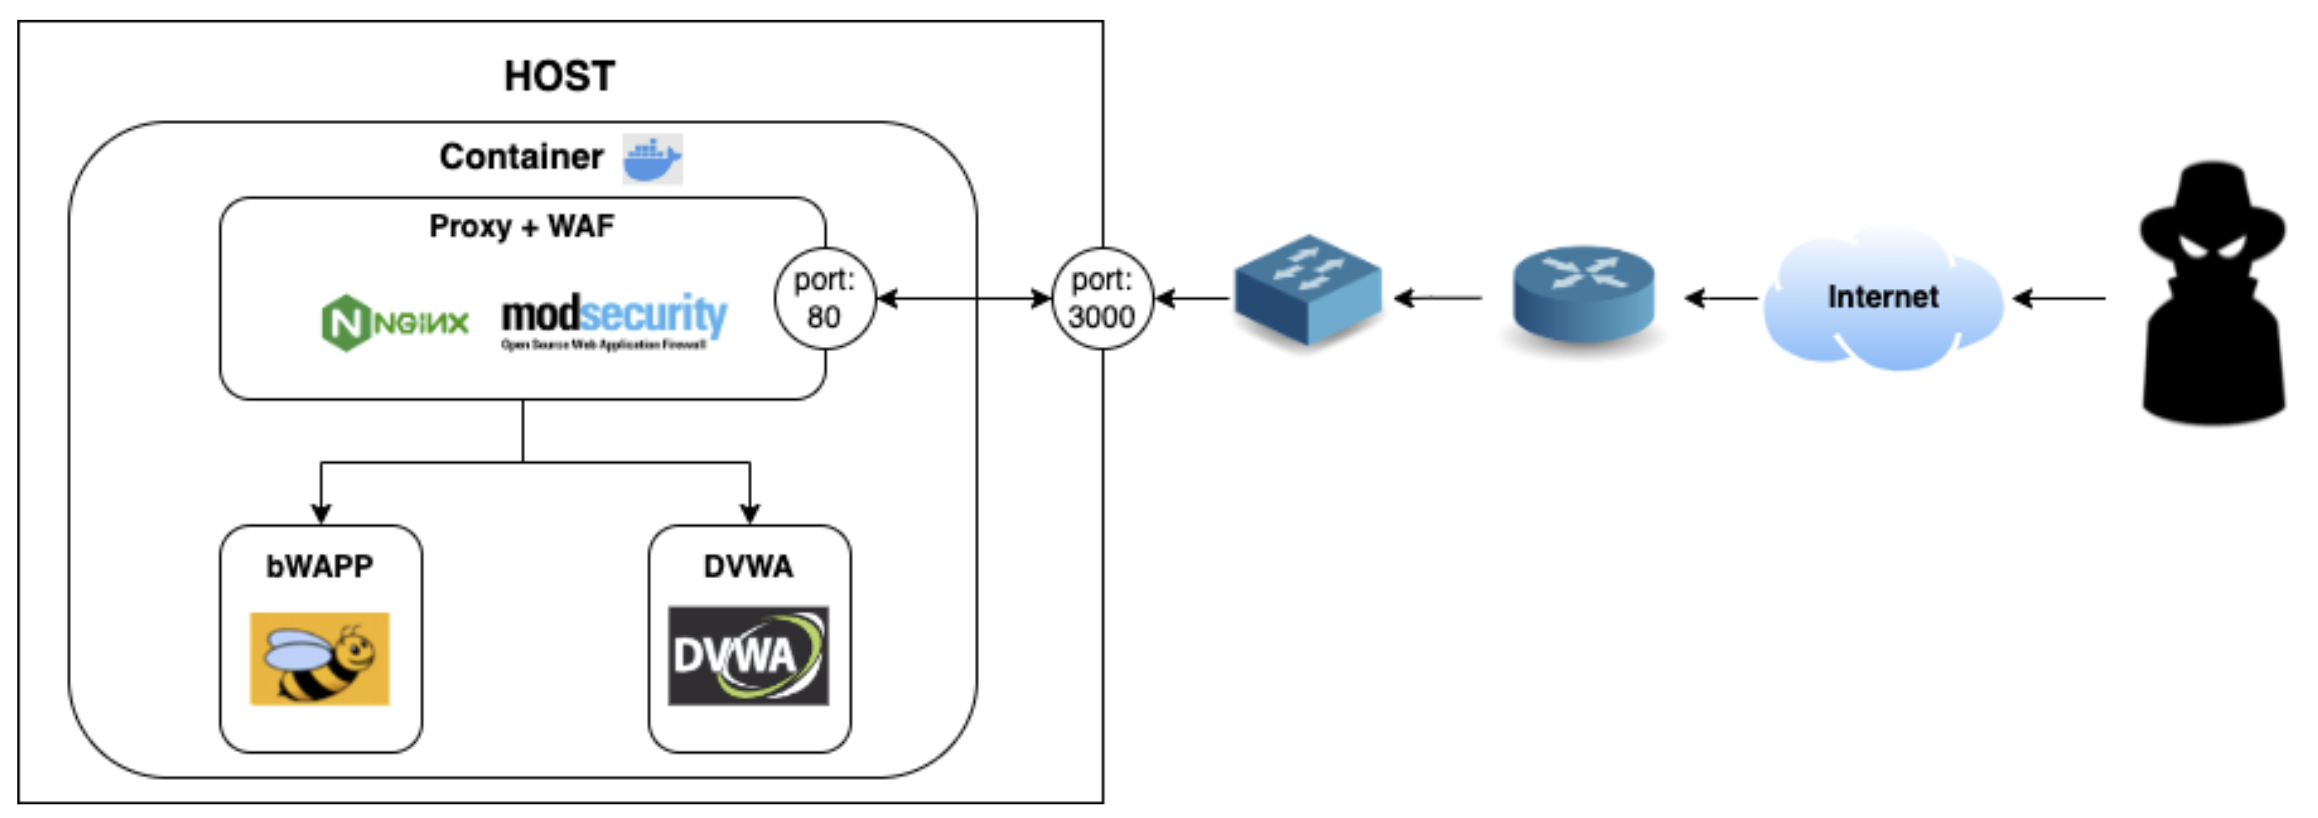 HOST
Container
Proxy + WAF
NGINX
modsecurity
Open Source Web Application Firewall
port:
80
port:
3000
Internet
bWAPP
DVWA
DVWA